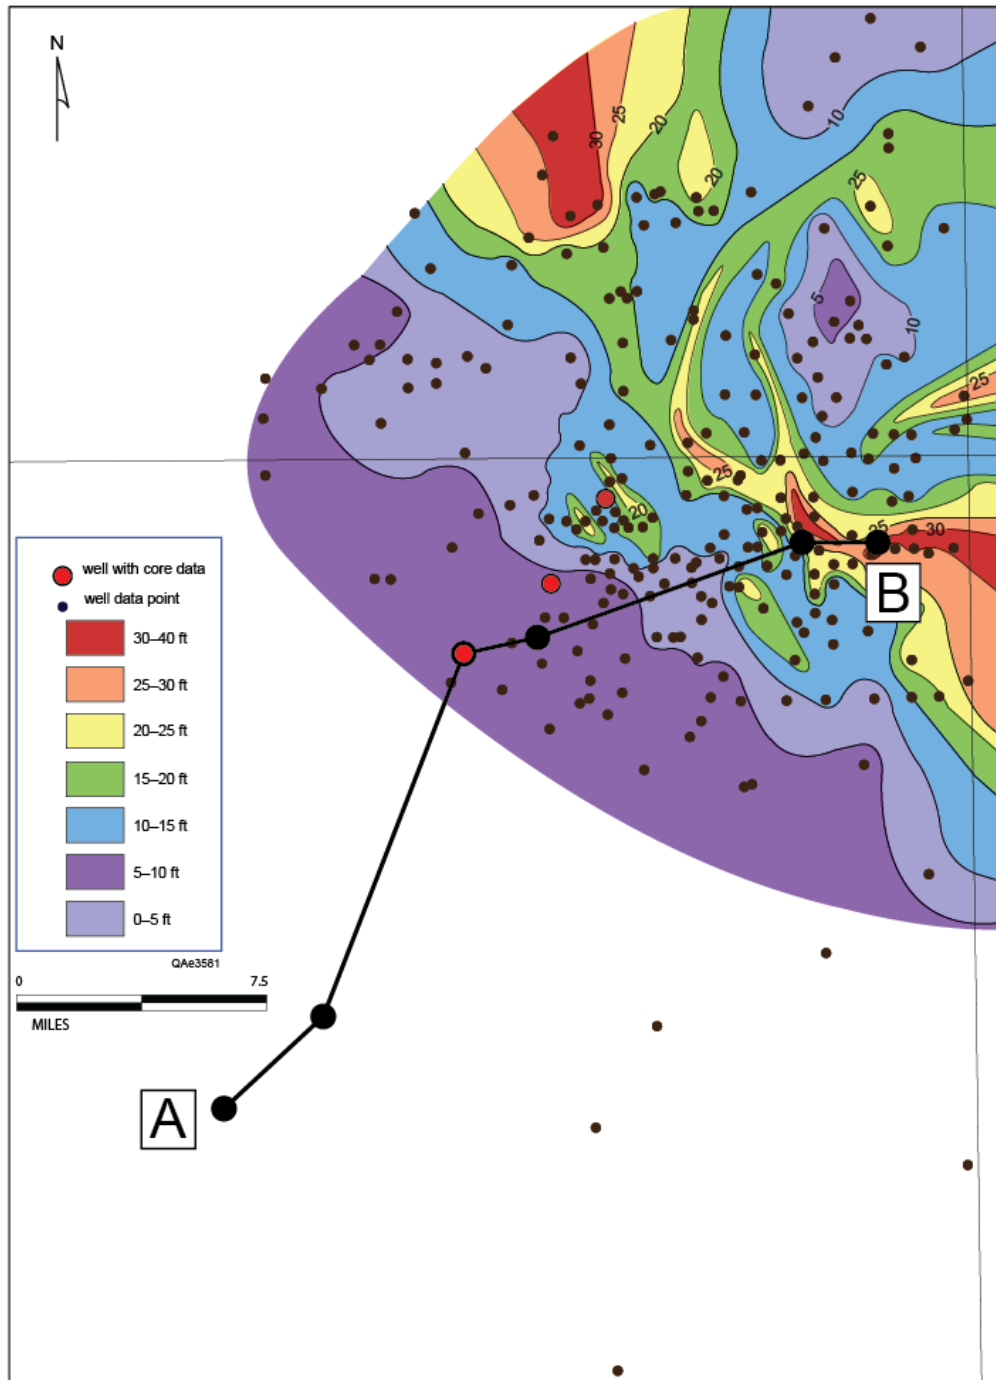 N
30
25
20
20
10
25
5
10
25
25
20
25
30
B
well with core data
well data point
30–40 ft
25–30 ft
20–25 ft
15–20 ft
10–15 ft
5–10 ft
0–5 ft
QAe3581
0 7.5
MILES
A